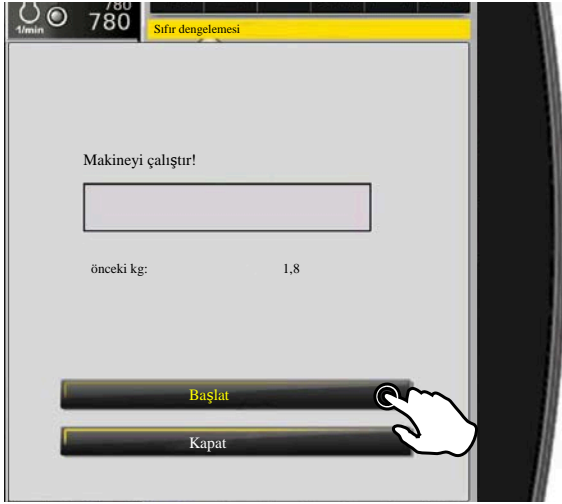 780
1/min 780
Sıfır dengelemesi
Makineyi çalıştır!
önceki kg: 1,8
Başlat
Kapat